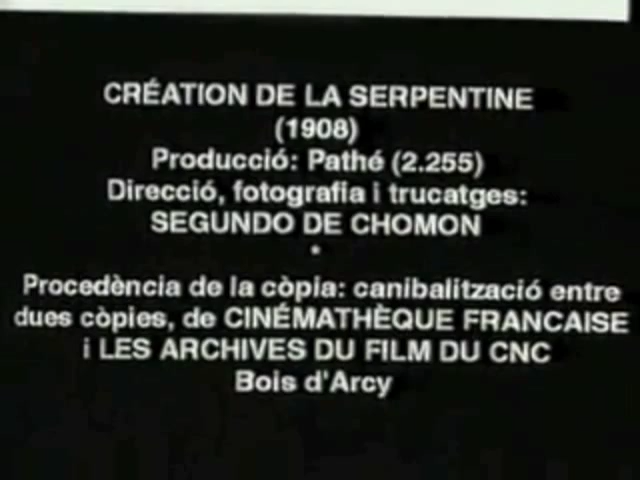 CRÉATION DE LA SERPENTINE
(1908)
Producció: Pathé (2.255)
Direcció, fotografia i trucatges:
SEGUNDO DE CHOMON
*
Procedència de la còpia: canibalització entre
dues còpies, de CINÉMATHÈQUE FRANCAISE
i LES ARCHIVES DU FILM DU CNC
Bois d'Arcy